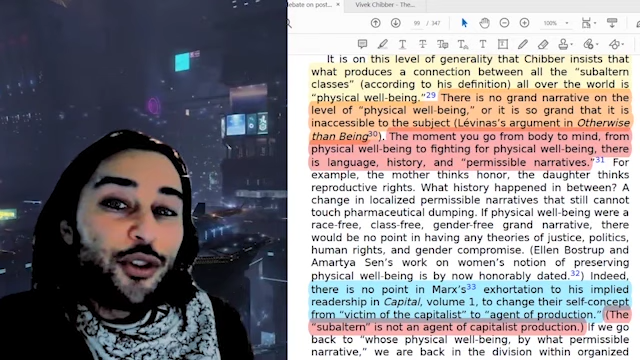 debate on post...
Vivek Chibber - The...
99 / 347
100%
It is on this level of generality that Chibber insists that
what produces a connection between all the “subaltern
classes” (according to his definition) all over the world is
“physical well-being.”29 There is no grand narrative on the
level of “physical well-being,” or it is so grand that it is
inaccessible to the subject (Lévinas’s argument in Otherwise
than Being30). The moment you go from body to mind, from
physical well-being to fighting for physical well-being, there
is language, history, and “permissible narratives.”31 For
example, the mother thinks honor, the daughter thinks
reproductive rights. What history happened in between? A
change in localized permissible narratives that still cannot
touch pharmaceutical dumping. If physical well-being were a
race-free, class-free, gender-free grand narrative, there
would be no point in having any theories of justice, politics,
human rights, and gender compromise. (Ellen Bostrup and
Amartya Sen’s work on women’s notion of preserving
physical well-being is by now honorably dated.32) Indeed,
there is no point in Marx’s33 exhortation to his implied
readership in Capital, volume 1, to change their self-concept
from “victim of the capitalist” to “agent of production.” (The
“subaltern” is not an agent of capitalist production.) If we go
back to “whose physical well-being, by what permissible
narrative,” we are back in the division within organized